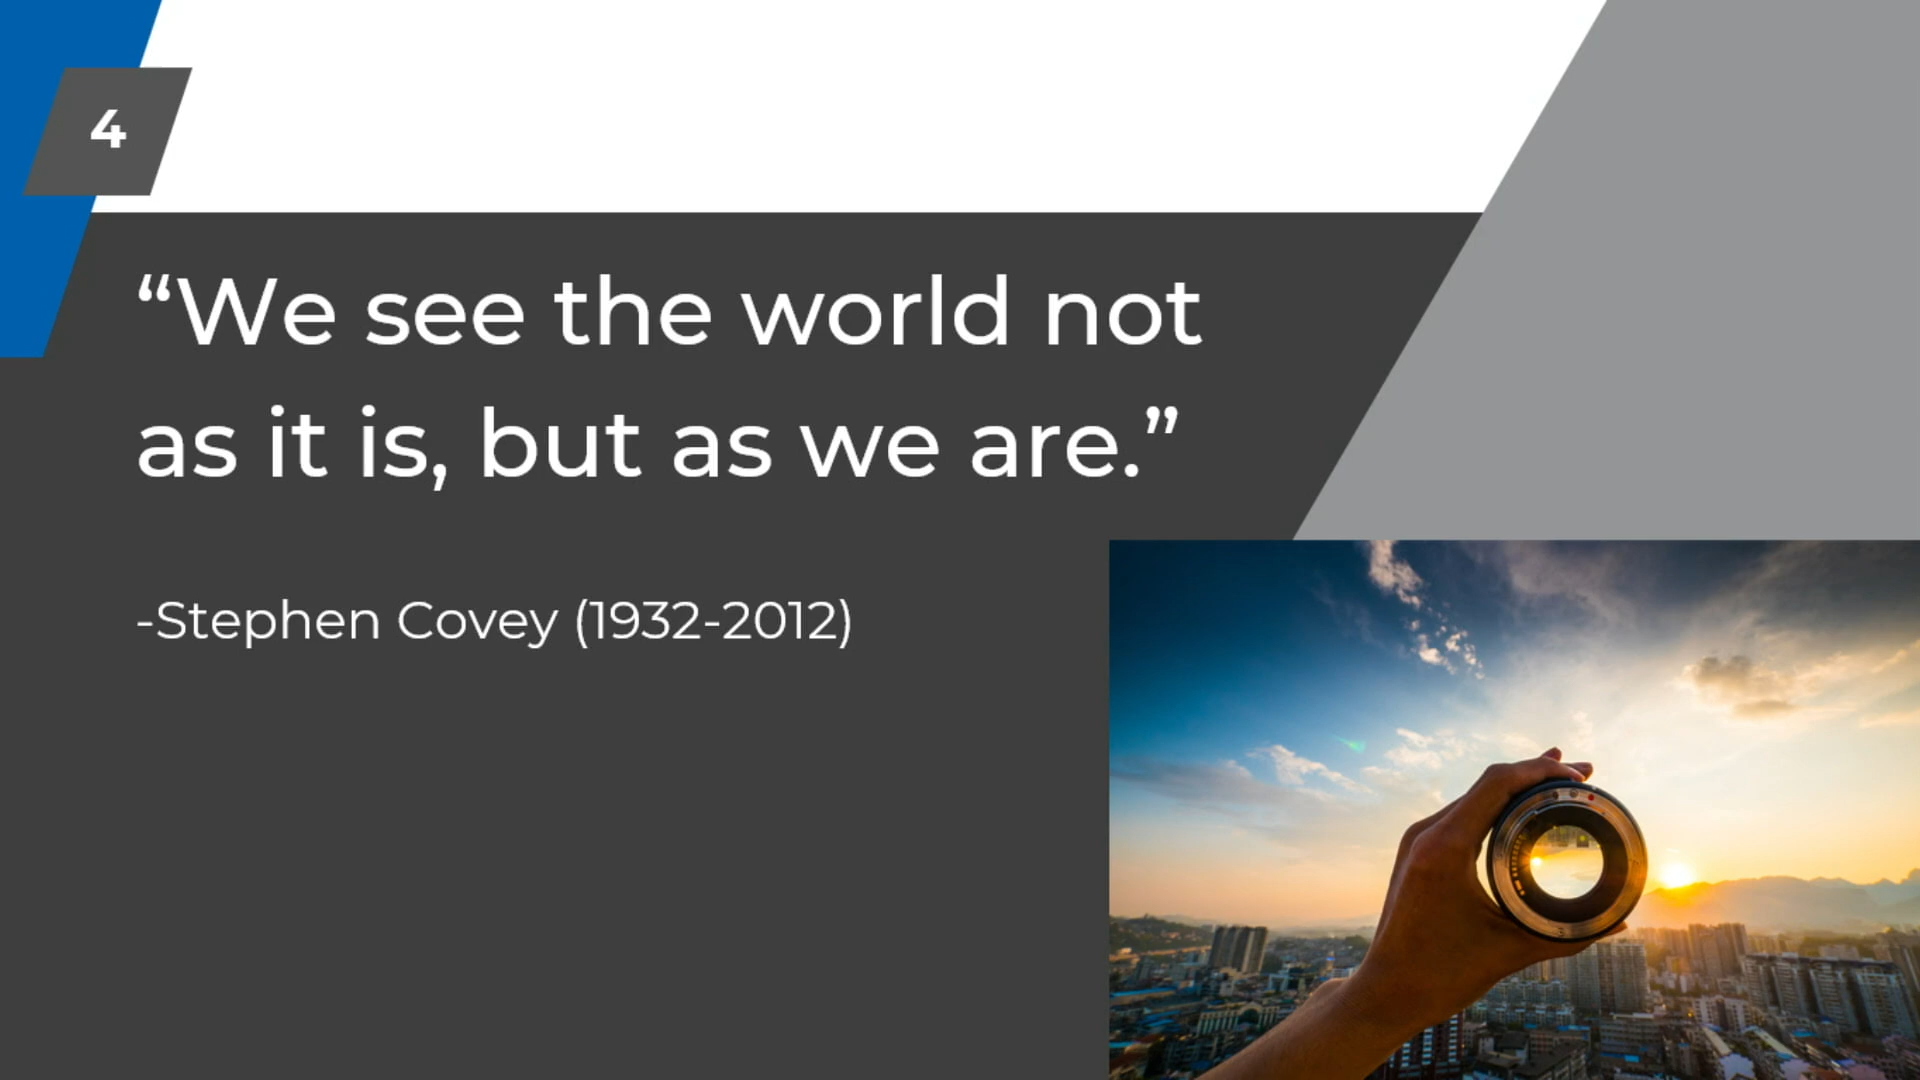 4
“We see the world not
as it is, but as we are.”
-Stephen Covey (1932-2012)